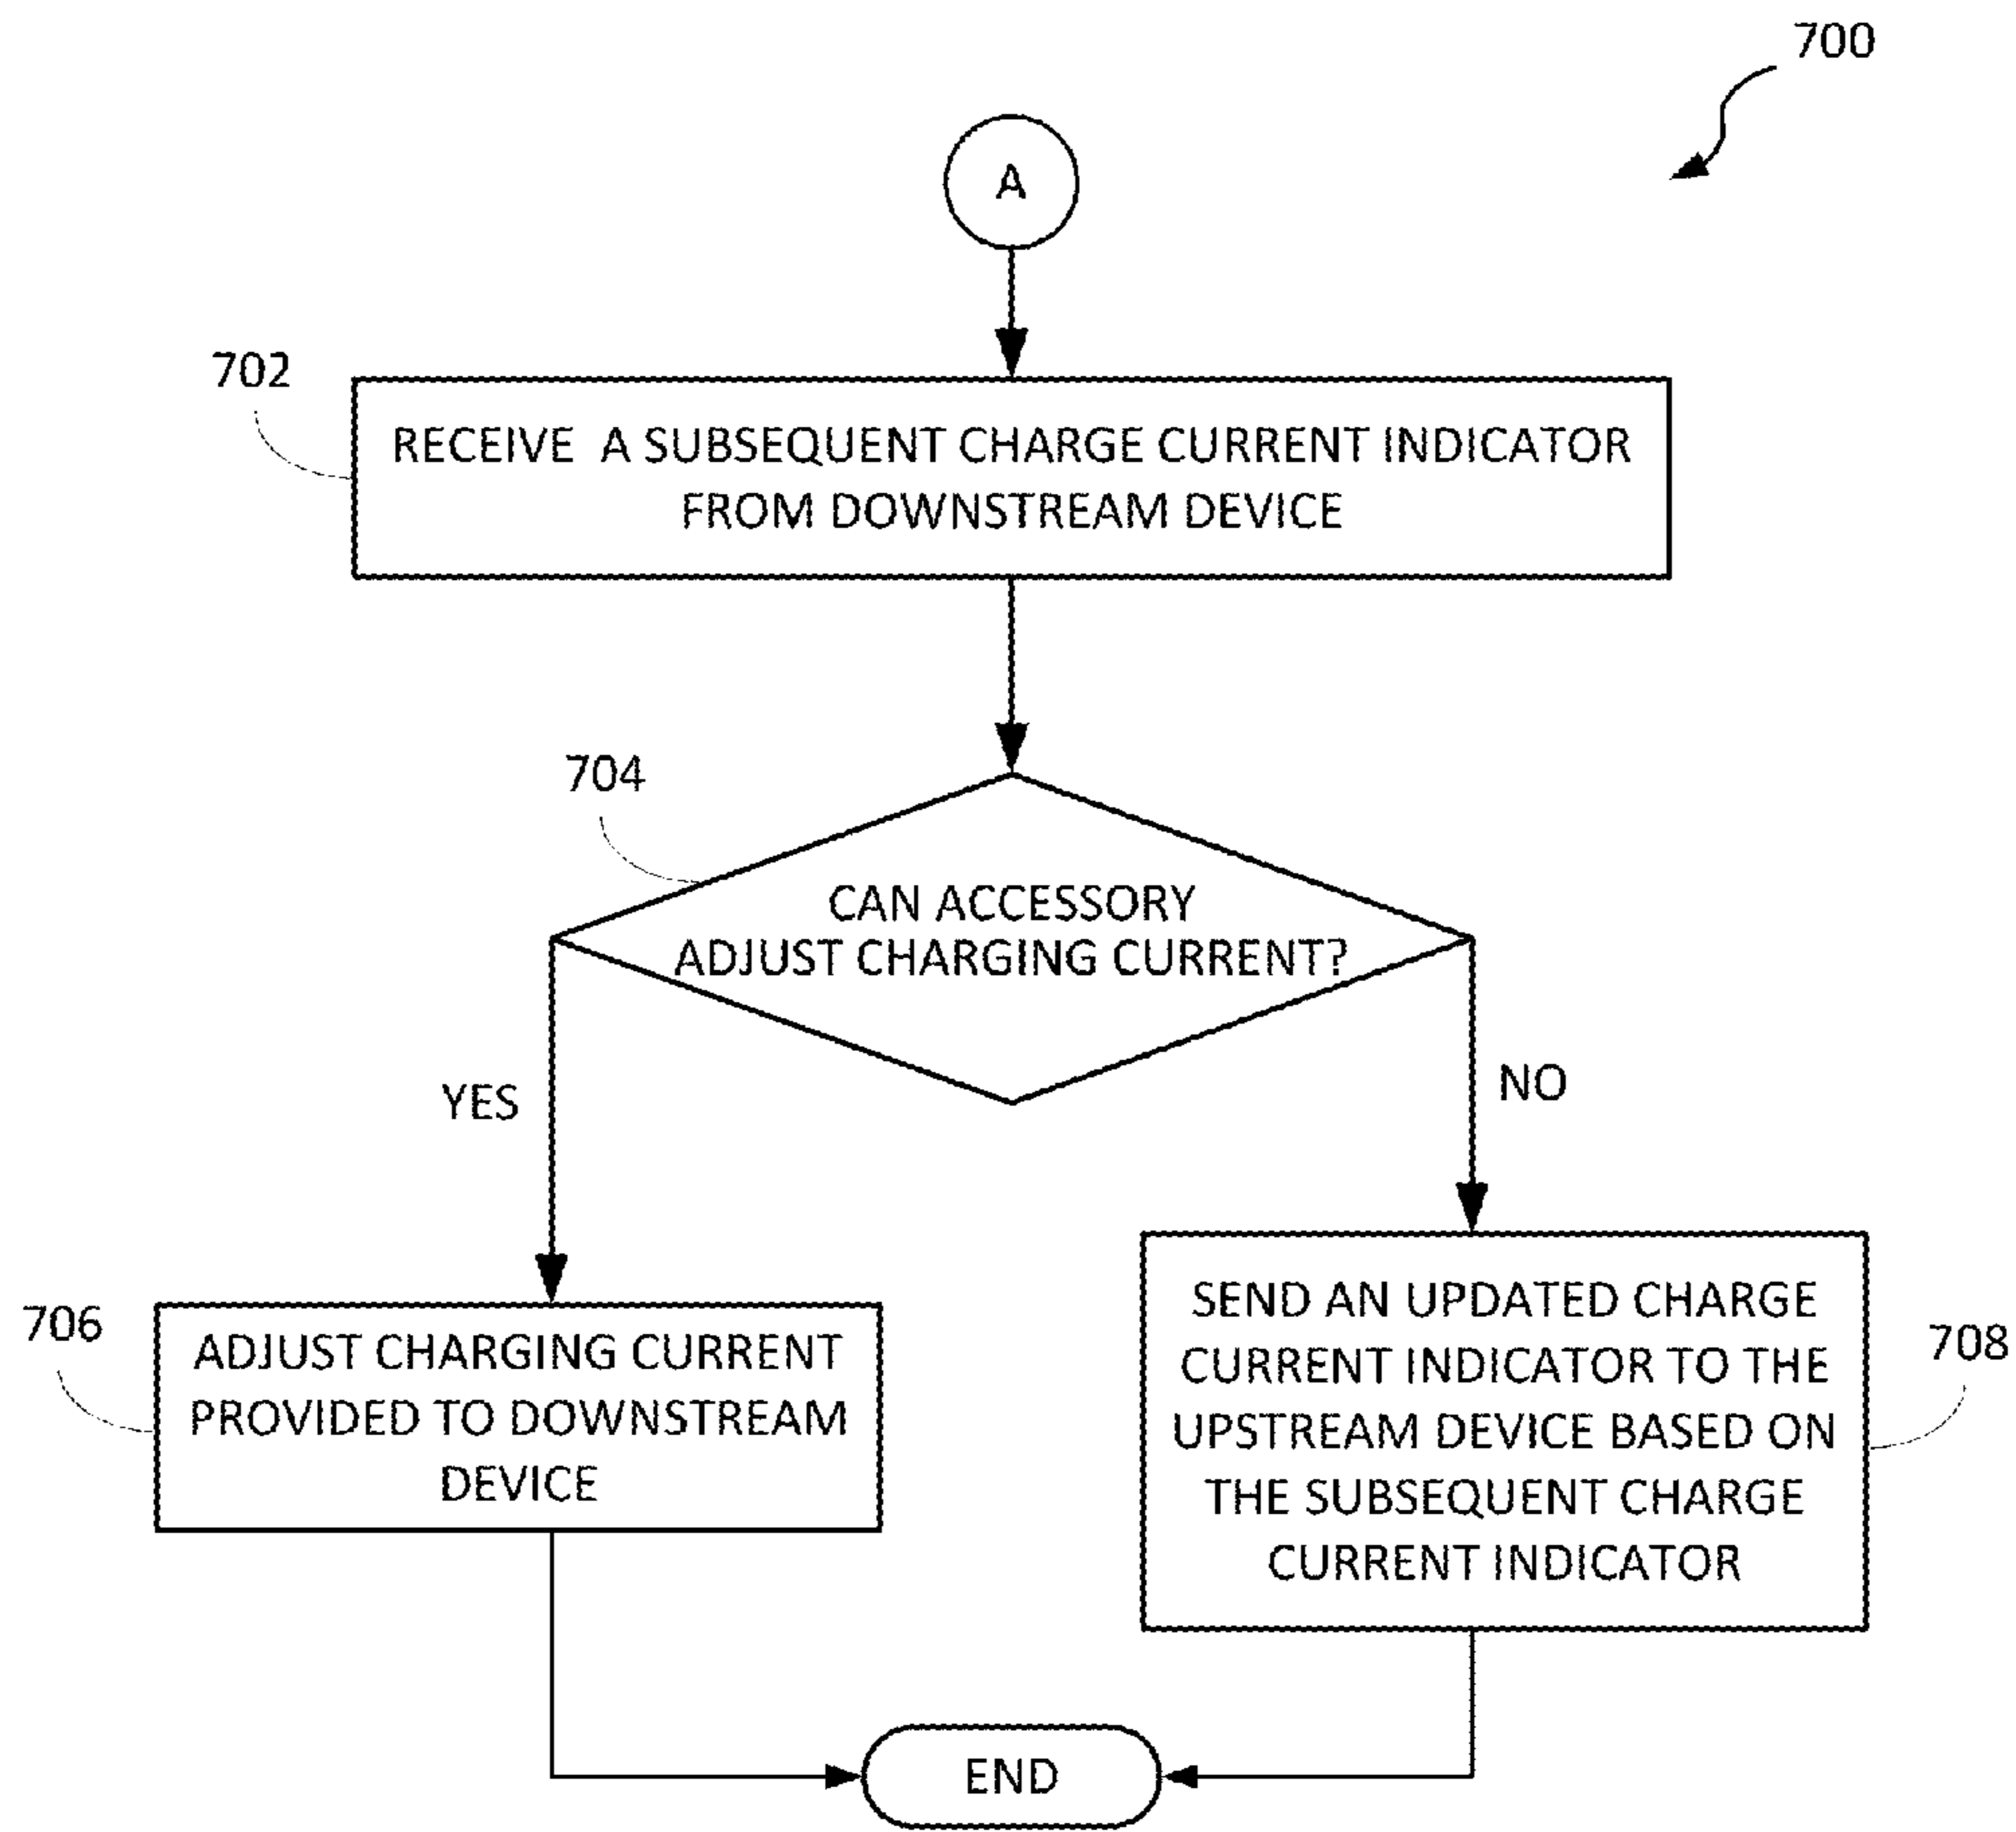 700
A
702
RECEIVE A SUBSEQUENT CHARGE CURRENT INDICATOR
FROM DOWNSTREAM DEVICE
704
CAN ACCESSORY
ADJUST CHARGING CURRENT?
YES
NO
706
ADJUST CHARGING CURRENT
PROVIDED TO DOWNSTREAM
DEVICE
SEND AN UPDATED CHARGE
CURRENT INDICATOR TO THE
UPSTREAM DEVICE BASED ON
THE SUBSEQUENT CHARGE
CURRENT INDICATOR
708
END